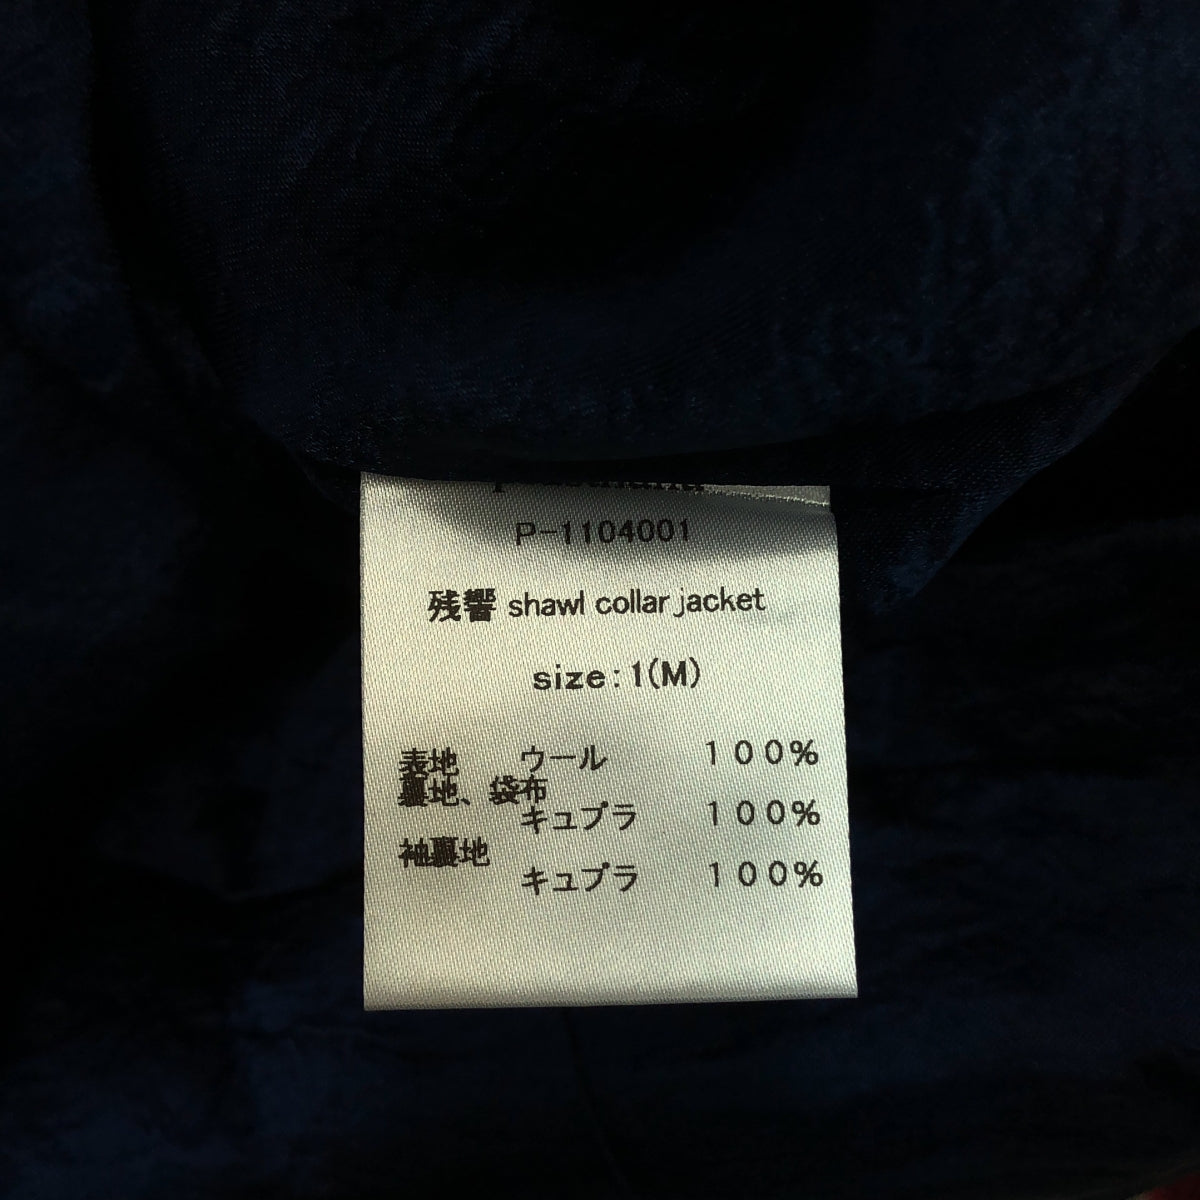 P-1104001
残響 shawl collar jacket
size: 1(M)
表地 ウール 100%
裏地、袋布
キュプラ 100%
袖裏地
キュプラ 100%